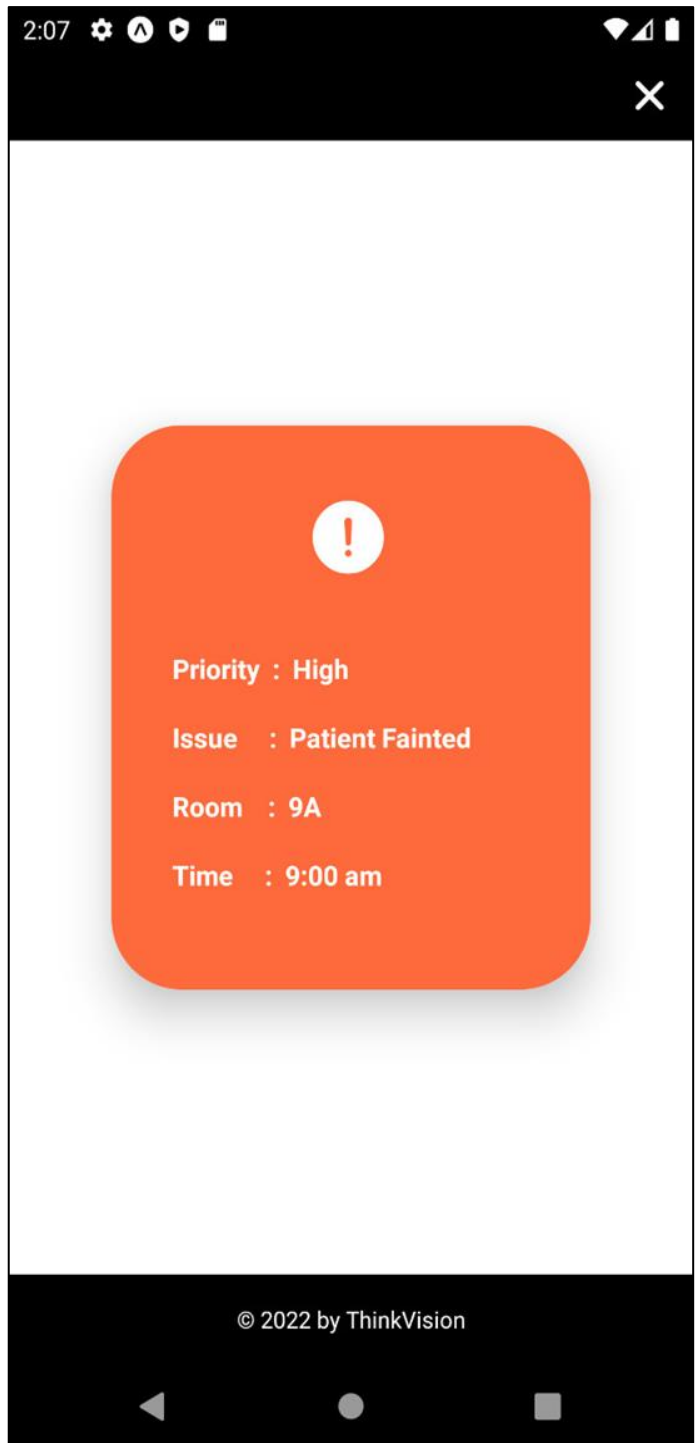 2:07
!
Priority : High
Issue : Patient Fainted
Room : 9A
Time : 9:00 am
© 2022 by ThinkVision